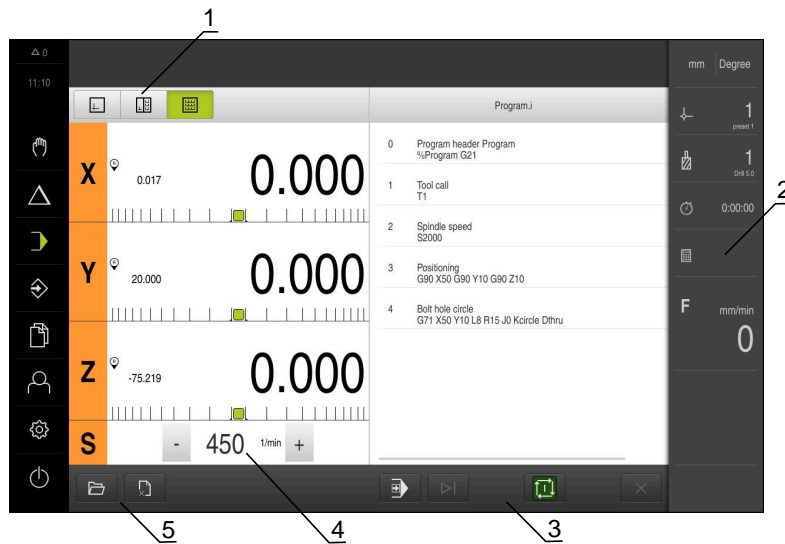 1
0
mm Degree
11:10
Program.i
1
preset 1
0 Program header Program
%Program G21
X R 0.017 0.000
1
Drill 5.0
1 Tool call
T1
2
0:00:00
2 Spindle speed
S2000
Y R 20.000 0.000
3 Positioning
G90 X50 G90 Y10 G90 Z10
4 Bolt hole circle
G71 X50 Y10 L8 R15 J0 Kcircle Dthru
F mm/min
0
Z R -75.219 0.000
S - 450 1/min +
5
4
3